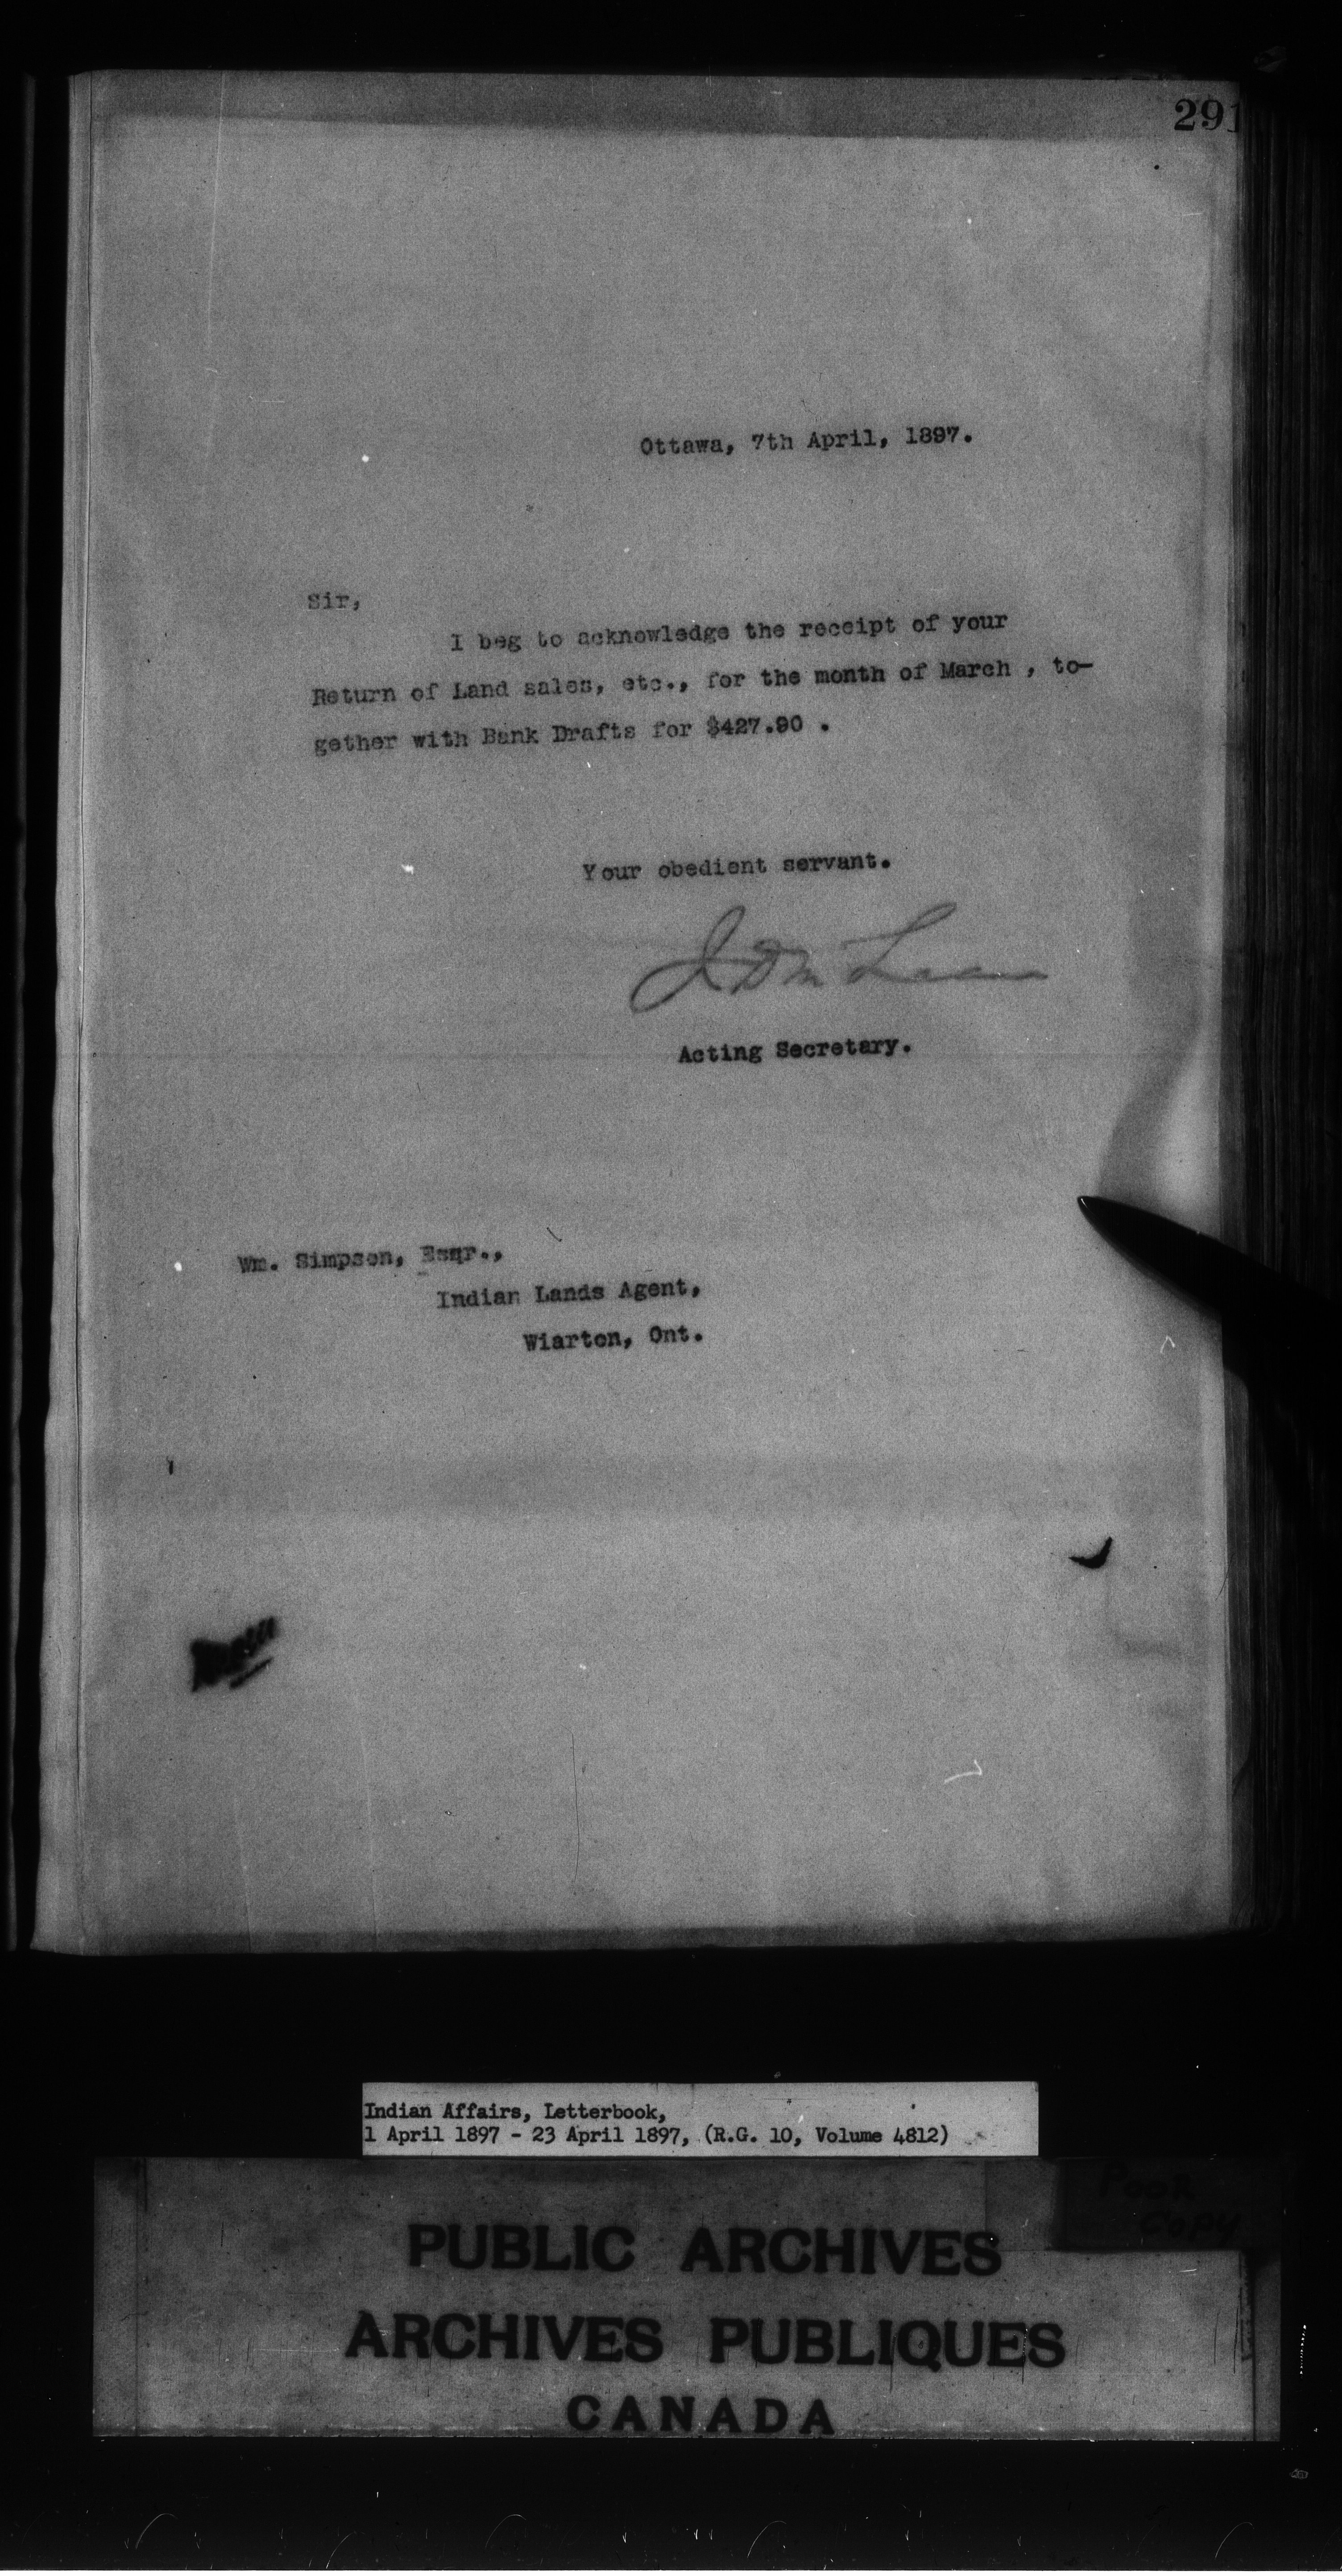 291
Ottawa, 7th April, 1897.
Sir,
I beg to acknowledge the receipt of your
Return of Land sales, etc., for the month of March , to-
gether with Bank Drafts for $427.90 .
Your obedient servant.
J D McLean
Acting Secretary.
Wm. Simpson, Esqr.,
Indian Lands Agent,
Wiarton, Ont.
Indian Affairs, Letterbook,
1 April 1897 - 23 April 1897, (R.G. 10, Volume 4812)
Poor
Copy
PUBLIC ARCHIVES
ARCHIVES PUBLIQUES
CANADA